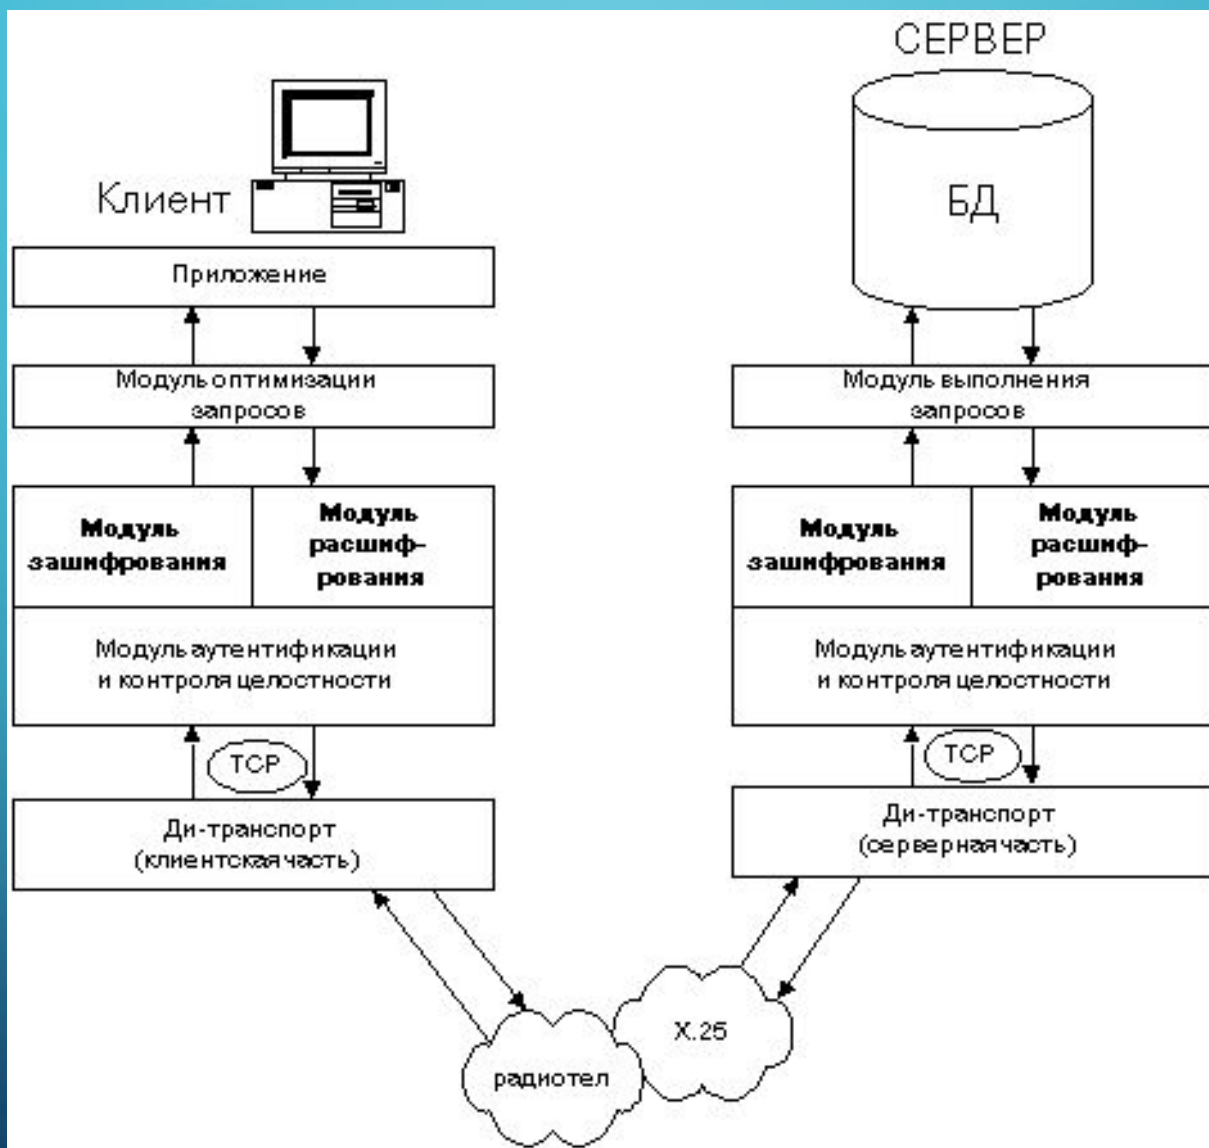 СЕРВЕР
Клиент
БД
Приложение
Модуль оптимизации
запросов
Модуль выполнения
запросов
Модуль
зашифрования
Модуль
расшиф-
рования
Модуль
зашифрования
Модуль
расшиф-
рования
Модуль аутентификации
и контроля целостности
Модуль аутентификации
и контроля целостности
TCP
TCP
Ди-транспорт
(клиентская часть)
Ди-транспорт
(серверная часть)
X.25
радиотел